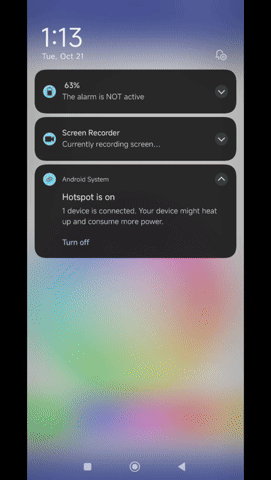 1:13
Tue, Oct 21
63%
The alarm is NOT active
Screen Recorder
Currently recording screen...
Android System
Hotspot is on
1 device is connected. Your device might heat
up and consume more power.
Turn off